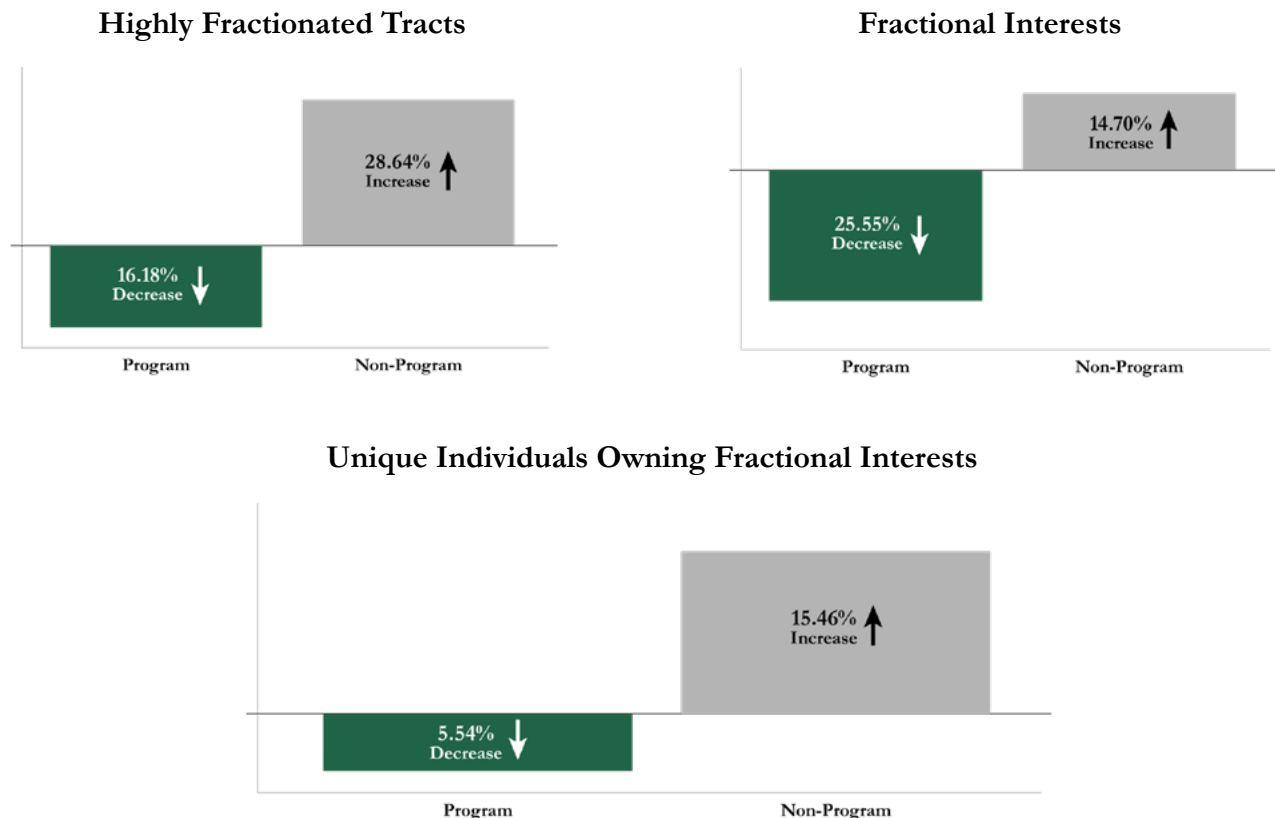 Highly Fractionated Tracts
28.64%
Increase
16.18%
Decrease
Program
Non-Program
Fractional Interests
14.70%
Increase
25.55%
Decrease
Program
Non-Program
Unique Individuals Owning Fractional Interests
15.46%
Increase
5.54%
Decrease
Program
Non-Program